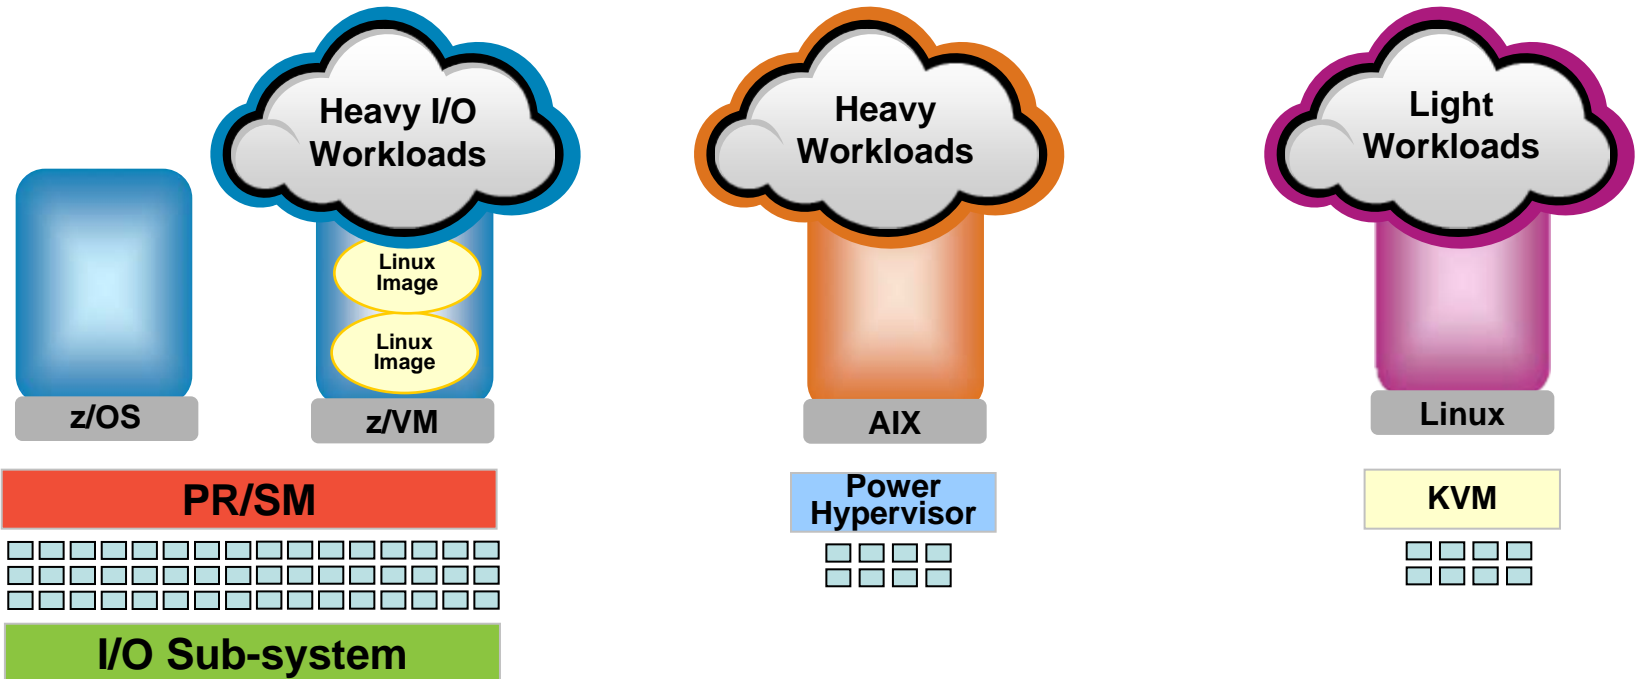 Heavy I/O
Workloads
Linux
Image
Linux
Image
z/OS
z/VM
PR/SM
I/O Sub-system
Heavy
Workloads
AIX
Power
Hypervisor
Light
Workloads
Linux
KVM